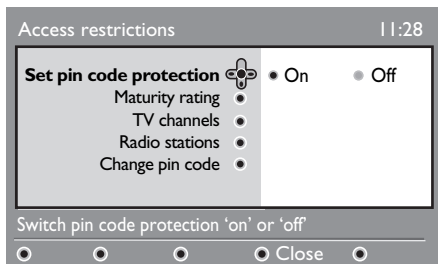 Access restrictions 11:28
Set pin code protection On Off
Maturity rating
TV channels
Radio stations
Change pin code
Switch pin code protection ‘on’ or ‘off’
Close